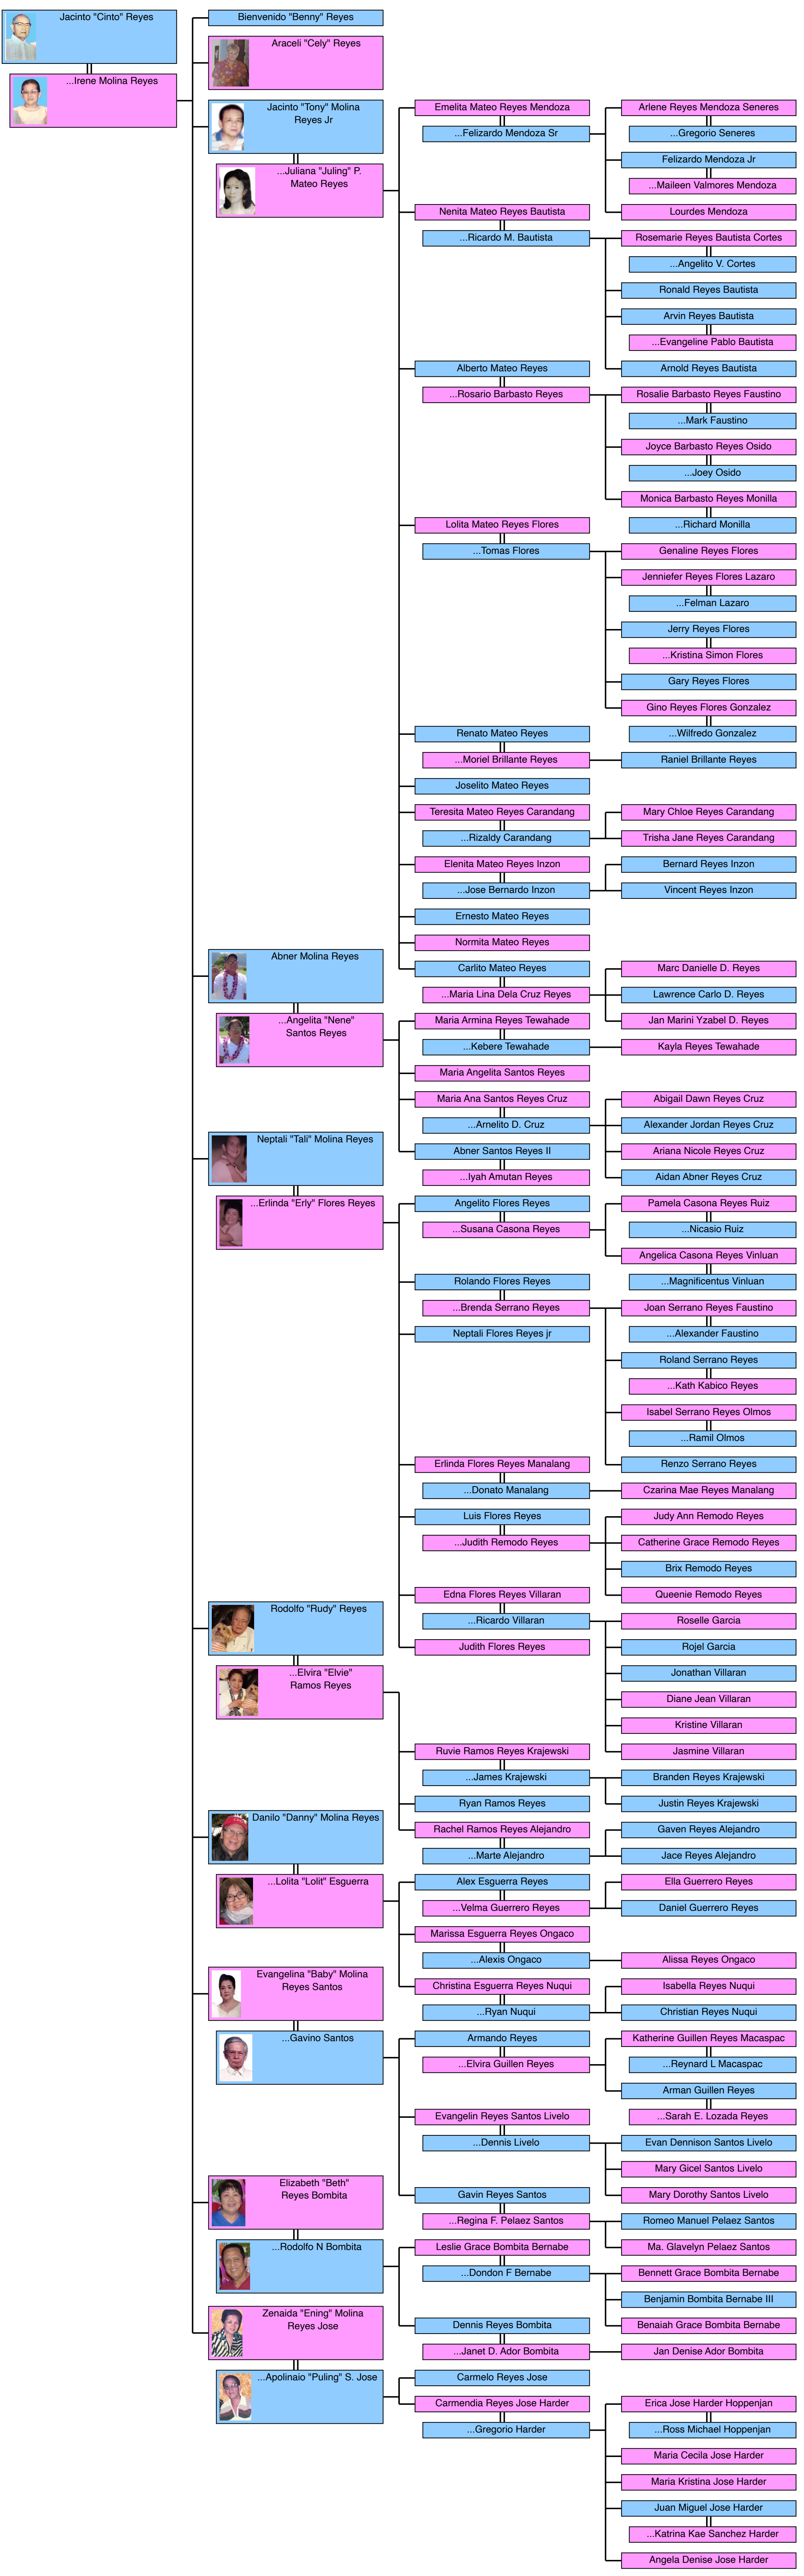 Jacinto "Cinto" Reyes
...Irene Molina Reyes
Bienvenido "Benny" Reyes
Araceli "Cely" Reyes
Jacinto "Tony" Molina
Reyes Jr
...Juliana "Juling" P.
Mateo Reyes
Emelita Mateo Reyes Mendoza
...Felizardo Mendoza Sr
Arlene Reyes Mendoza Seneres
...Gregorio Seneres
Felizardo Mendoza Jr
...Maileen Valmores Mendoza
Lourdes Mendoza
Nenita Mateo Reyes Bautista
...Ricardo M. Bautista
Rosemarie Reyes Bautista Cortes
...Angelito V. Cortes
Ronald Reyes Bautista
Arvin Reyes Bautista
...Evangeline Pablo Bautista
Arnold Reyes Bautista
Alberto Mateo Reyes
...Rosario Barbasto Reyes
Rosalie Barbasto Reyes Faustino
...Mark Faustino
Joyce Barbasto Reyes Osido
...Joey Osido
Monica Barbasto Reyes Monilla
...Richard Monilla
Lolita Mateo Reyes Flores
...Tomas Flores
Genaline Reyes Flores
Jenniefer Reyes Flores Lazaro
...Felman Lazaro
Jerry Reyes Flores
...Kristina Simon Flores
Gary Reyes Flores
Gino Reyes Flores Gonzalez
...Wilfredo Gonzalez
Renato Mateo Reyes
...Moriel Brillante Reyes
Raniel Brillante Reyes
Joselito Mateo Reyes
Teresita Mateo Reyes Carandang
...Rizaldy Carandang
Mary Chloe Reyes Carandang
Trisha Jane Reyes Carandang
Elenita Mateo Reyes Inzon
...Jose Bernardo Inzon
Bernard Reyes Inzon
Vincent Reyes Inzon
Ernesto Mateo Reyes
Normita Mateo Reyes
Carlito Mateo Reyes
...Maria Lina Dela Cruz Reyes
Marc Danielle D. Reyes
Lawrence Carlo D. Reyes
Jan Marini Yzabel D. Reyes
Abner Molina Reyes
...Angelita "Nene"
Santos Reyes
Maria Armina Reyes Tewahade
...Kebere Tewahade
Kayla Reyes Tewahade
Maria Angelita Santos Reyes
Maria Ana Santos Reyes Cruz
...Arnelito D. Cruz
Abigail Dawn Reyes Cruz
Alexander Jordan Reyes Cruz
Ariana Nicole Reyes Cruz
Aidan Abner Reyes Cruz
Abner Santos Reyes II
...Iyah Amutan Reyes
Neptali "Tali" Molina Reyes
...Erlinda "Erly" Flores Reyes
Angelito Flores Reyes
...Susana Casona Reyes
Pamela Casona Reyes Ruiz
...Nicasio Ruiz
Angelica Casona Reyes Vinluan
...Magnificentus Vinluan
Rolando Flores Reyes
...Brenda Serrano Reyes
Joan Serrano Reyes Faustino
...Alexander Faustino
Roland Serrano Reyes
...Kath Kabico Reyes
Isabel Serrano Reyes Olmos
...Ramil Olmos
Renzo Serrano Reyes
Neptali Flores Reyes jr
Erlinda Flores Reyes Manalang
...Donato Manalang
Czarina Mae Reyes Manalang
Luis Flores Reyes
...Judith Remodo Reyes
Judy Ann Remodo Reyes
Catherine Grace Remodo Reyes
Brix Remodo Reyes
Queenie Remodo Reyes
Edna Flores Reyes Villaran
...Ricardo Villaran
Roselle Garcia
Rojel Garcia
Jonathan Villaran
Diane Jean Villaran
Kristine Villaran
Jasmine Villaran
Judith Flores Reyes
Rodolfo "Rudy" Reyes
...Elvira "Elvie"
Ramos Reyes
Ruvie Ramos Reyes Krajewski
...James Krajewski
Branden Reyes Krajewski
Justin Reyes Krajewski
Ryan Ramos Reyes
Rachel Ramos Reyes Alejandro
...Marte Alejandro
Gaven Reyes Alejandro
Jace Reyes Alejandro
Danilo "Danny" Molina Reyes
...Lolita "Lolit" Esguerra
Alex Esguerra Reyes
...Velma Guerrero Reyes
Ella Guerrero Reyes
Daniel Guerrero Reyes
Marissa Esguerra Reyes Ongaco
...Alexis Ongaco
Alissa Reyes Ongaco
Christina Esguerra Reyes Nuqui
...Ryan Nuqui
Isabella Reyes Nuqui
Christian Reyes Nuqui
Evangelina "Baby" Molina
Reyes Santos
...Gavino Santos
Armando Reyes
...Elvira Guillen Reyes
Katherine Guillen Reyes Macaspac
...Reynard L Macaspac
Arman Guillen Reyes
...Sarah E. Lozada Reyes
Evangelin Reyes Santos Livelo
...Dennis Livelo
Evan Dennison Santos Livelo
Mary Gicel Santos Livelo
Mary Dorothy Santos Livelo
Gavin Reyes Santos
...Regina F. Pelaez Santos
Romeo Manuel Pelaez Santos
Ma. Glavelyn Pelaez Santos
Elizabeth "Beth"
Reyes Bombita
...Rodolfo N Bombita
Leslie Grace Bombita Bernabe
...Dondon F Bernabe
Bennett Grace Bombita Bernabe
Benjamin Bombita Bernabe III
Benaiah Grace Bombita Bernabe
Dennis Reyes Bombita
...Janet D. Ador Bombita
Jan Denise Ador Bombita
Zenaida "Ening" Molina
Reyes Jose
...Apolinaio "Puling" S. Jose
Carmelo Reyes Jose
Carmendia Reyes Jose Harder
...Gregorio Harder
Erica Jose Harder Hoppenjan
...Ross Michael Hoppenjan
Maria Cecila Jose Harder
Maria Kristina Jose Harder
Juan Miguel Jose Harder
...Katrina Kae Sanchez Harder
Angela Denise Jose Harder